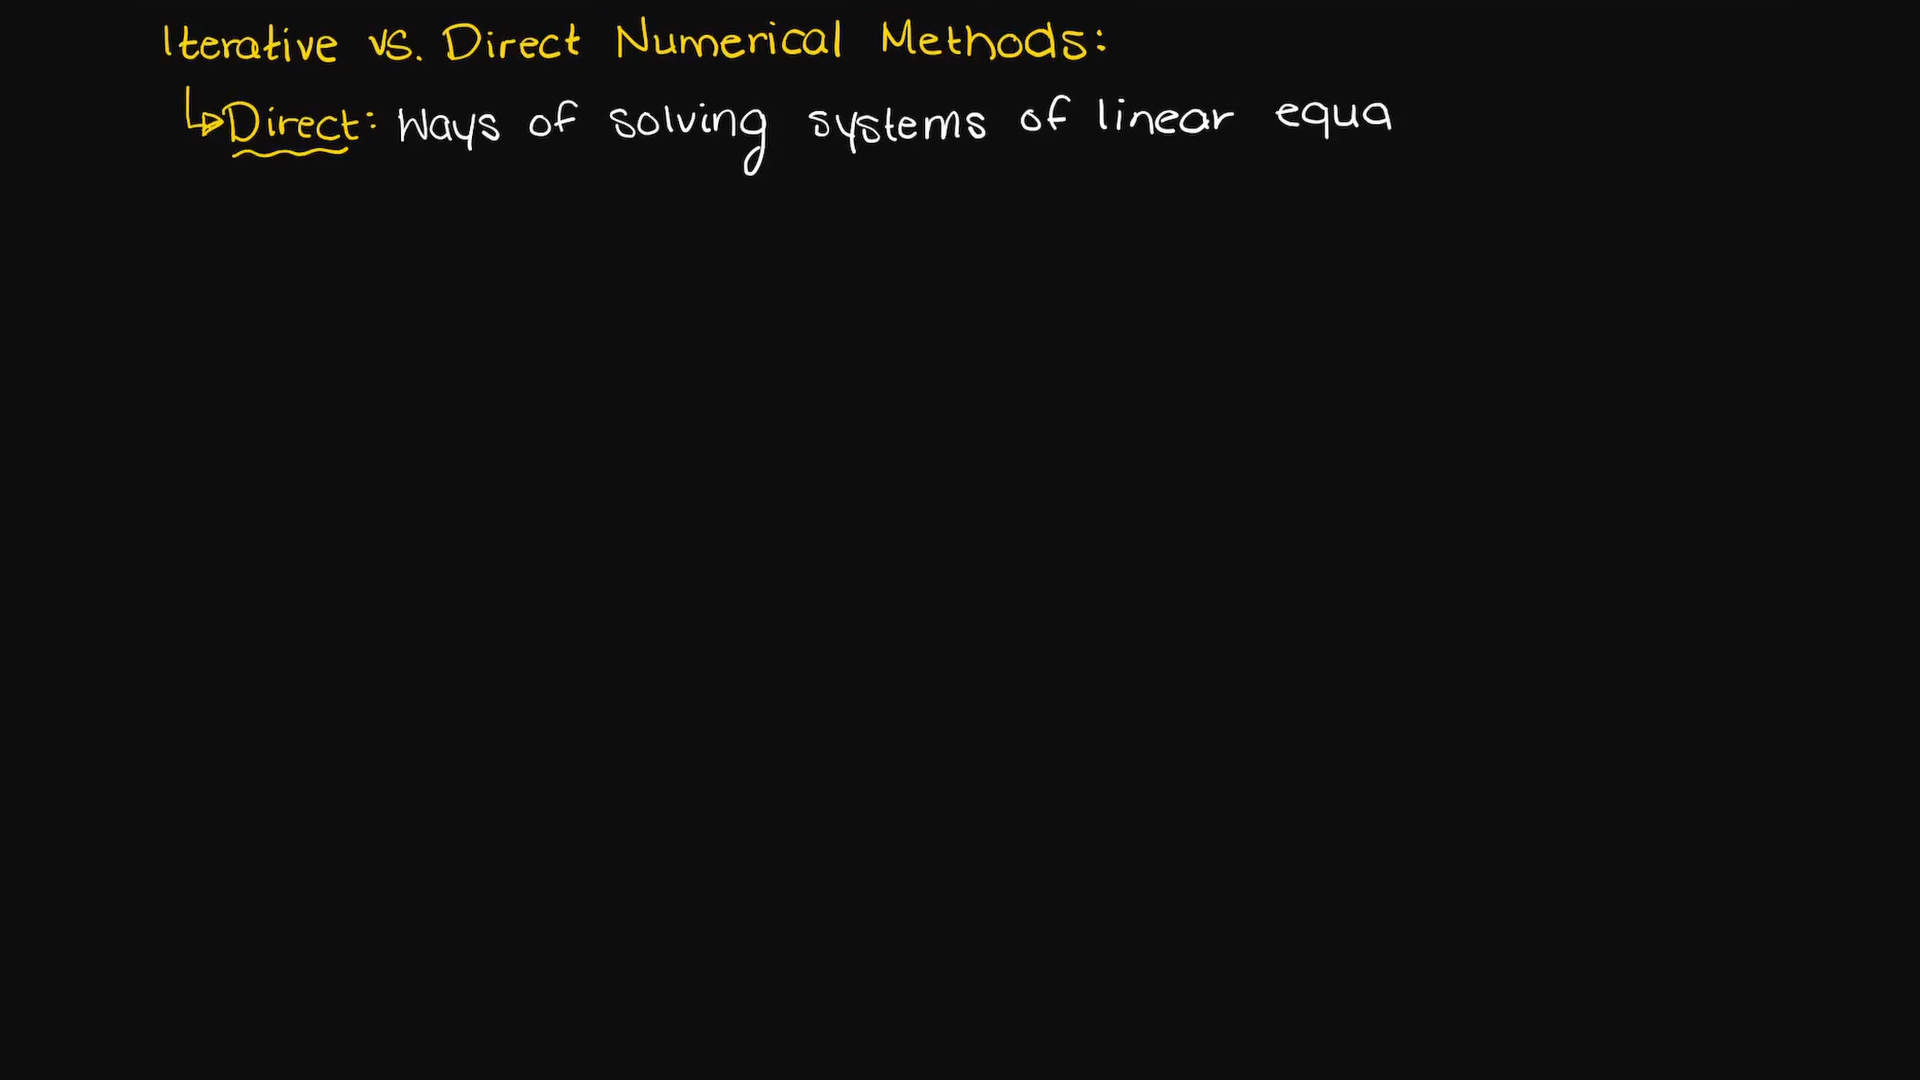 Iterative vs. Direct Numerical Methods:
Direct: Ways of solving systems of linear equa